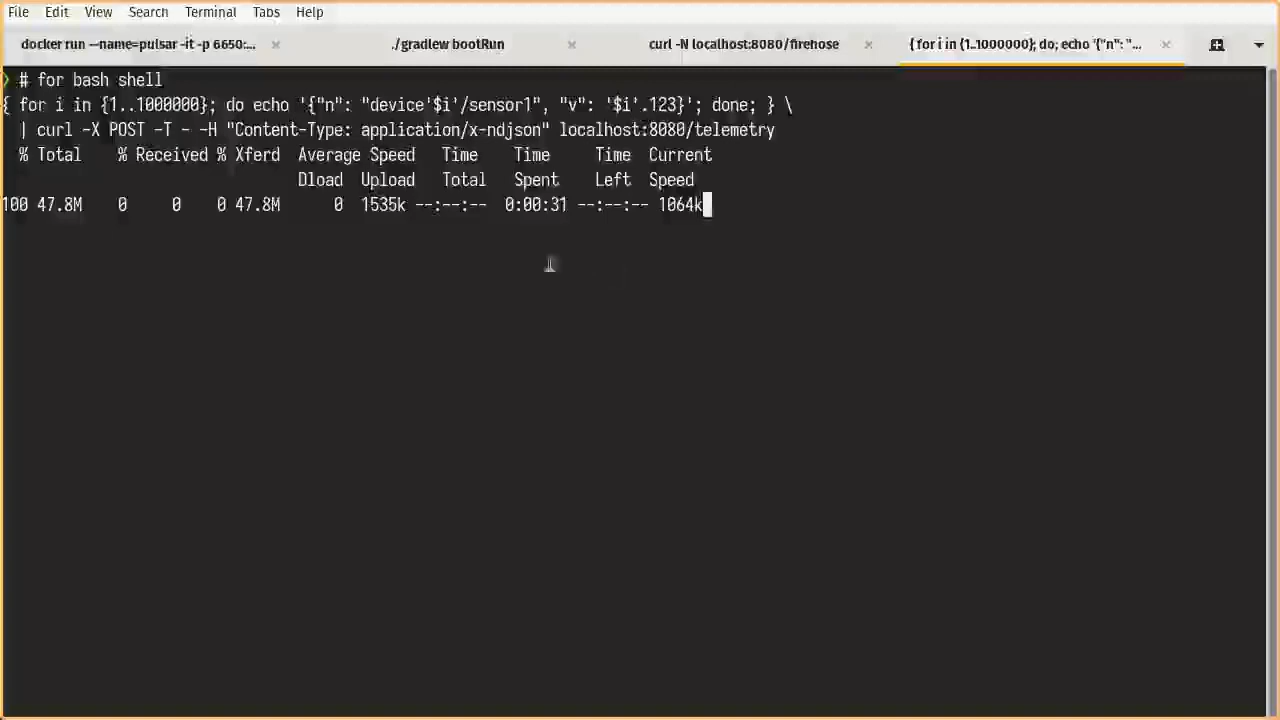 File Edit View Search Terminal Tabs Help
docker run --name=pulsar -it -p 6650:... × ./gradlew bootRun × curl -N localhost:8080/firehose × { for i in {1..1000000}; do; echo '{"n": "... ×
❯ # for bash shell
{ for i in {1..1000000}; do echo '{"n": "device'$i'/sensor1", "v": '$i'.123}'; done; } \
| curl -X POST -T - -H "Content-Type: application/x-ndjson" localhost:8080/telemetry
% Total % Received % Xferd Average Speed Time Time Time Current
Dload Upload Total Spent Left Speed
100 47.8M 0 0 0 47.8M 0 1535k --:--:-- 0:00:31 --:--:-- 1064k